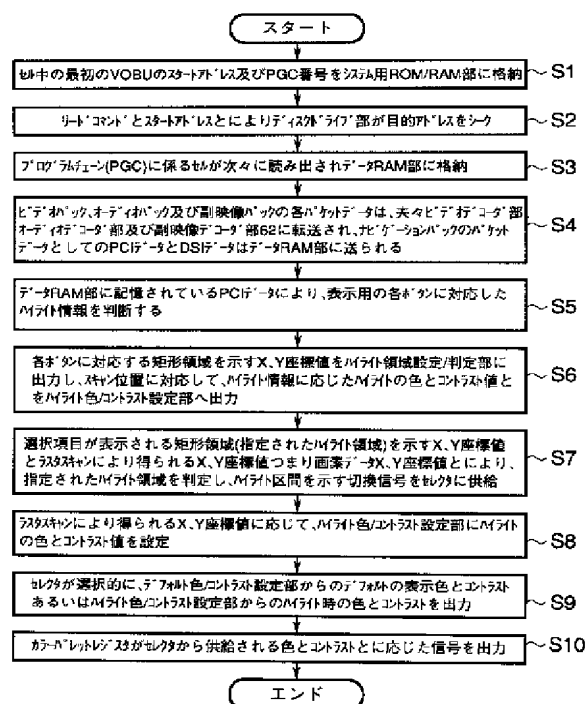 スタート
セル中の最初のVOBUのスタートアドレス及びPGC番号をシステム用ROM/RAM部に格納
S1
リードコマンドとスタートアドレスとによりディスクドライブ部が目的アドレスをシーク
S2
プログラムチェーン(PGC)に係るセルが次々に読み出されデータRAM部に格納
S3
ビデオパック、オーディオパック及び副映像パックの各パケットデータは、夫々ビデオデコーダ部
オーディオデコーダ部及び副映像デコーダ部62に転送され、ナビゲーションパックのパケット
データとしてのPCIデータとDSIデータはデータRAM部に送られる
S4
データRAM部に記憶されているPCIデータにより、表示用の各ボタンに対応した
ハイライト情報を判断する
S5
各ボタンに対応する矩形領域を示すX、Y座標値をハイライト領域設定/判定部に
出力し、スキャン位置に対応して、ハイライト情報に応じたハイライトの色とコントラスト値と
をハイライト色/コントラスト設定部へ出力
S6
選択項目が表示される矩形領域(指定されたハイライト領域)を示すX、Y座標値
とラスタスキャンにより得られるX、Y座標値つまり画素データX、Y座標値とにより、
指定されたハイライト領域を判定し、ハイライト区間を示す切換信号をセレクタに供給
S7
ラスタスキャンにより得られるX、Y座標値に応じて、ハイライト色/コントラスト設定部にハイライト
の色とコントラスト値を設定
S8
セレクタが選択的に、デフォルト色/コントラスト設定部からのデフォルトの表示色とコントラスト
あるいはハイライト色/コントラスト設定部からのハイライト時の色とコントラストを出力
S9
カラーパレットレジスタがセレクタから供給される色とコントラストとに応じた信号を出力
S10
エンド